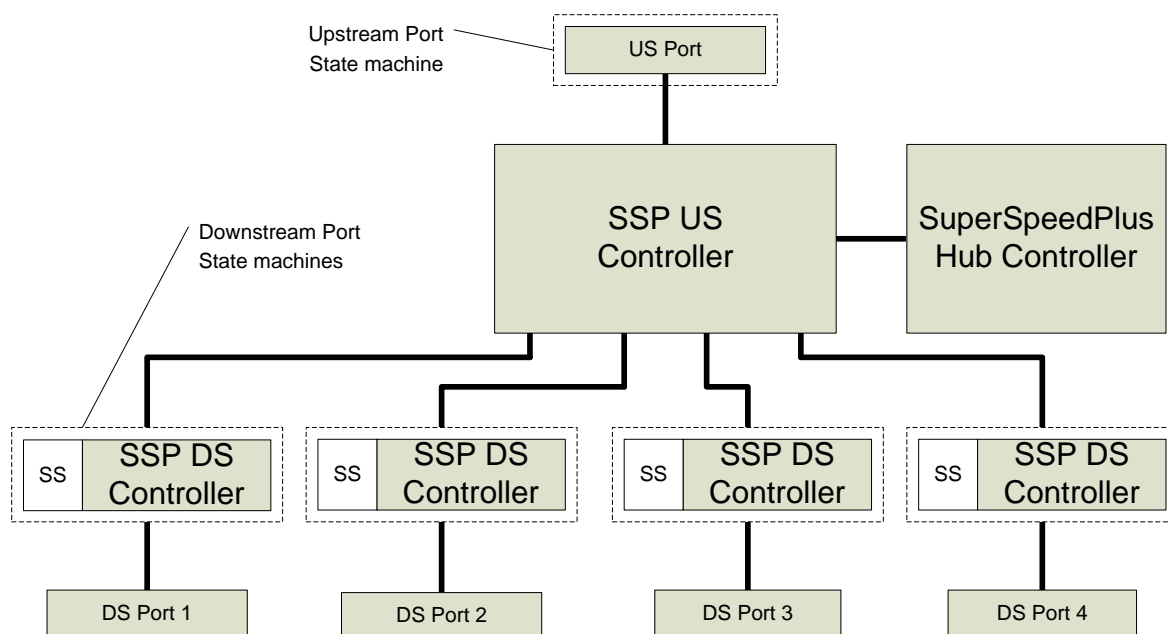 Upstream Port
State machine
US Port
SSP US
Controller
SuperSpeedPlus
Hub Controller
Downstream Port
State machines
SS
SSP DS
Controller
SS
SSP DS
Controller
SS
SSP DS
Controller
SS
SSP DS
Controller
DS Port 1
DS Port 2
DS Port 3
DS Port 4